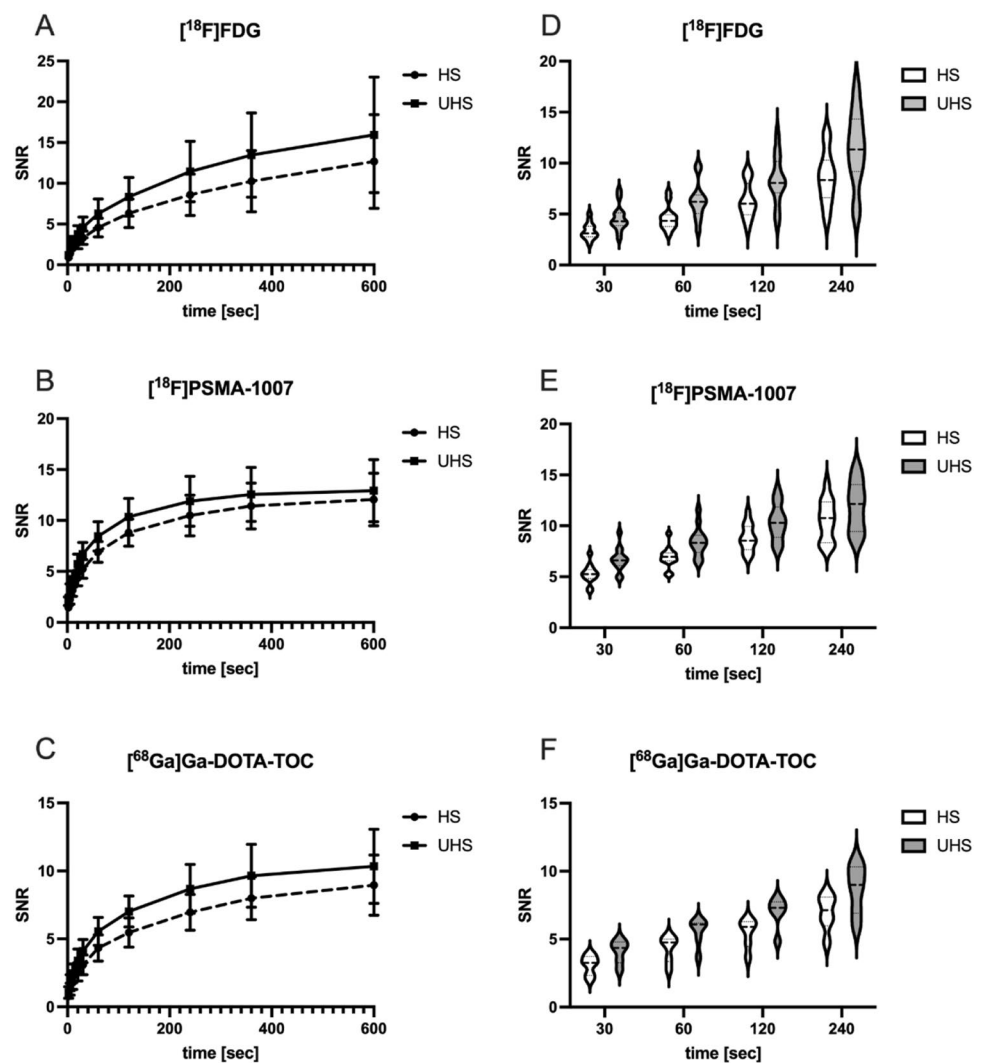 A
[18F]FDG
25
20
15
10
5
0
SNR
0 200 400 600
time [sec]
HS
UHS
D
[18F]FDG
20
15
10
5
0
SNR
30 60 120 240
time [sec]
HS
UHS
B
[18F]PSMA-1007
20
15
10
5
0
SNR
0 200 400 600
time [sec]
HS
UHS
E
[18F]PSMA-1007
20
15
10
5
0
SNR
30 60 120 240
time [sec]
HS
UHS
C
[68Ga]Ga-DOTA-TOC
15
10
5
0
SNR
0 200 400 600
time [sec]
HS
UHS
F
[68Ga]Ga-DOTA-TOC
15
10
5
0
SNR
30 60 120 240
time [sec]
HS
UHS